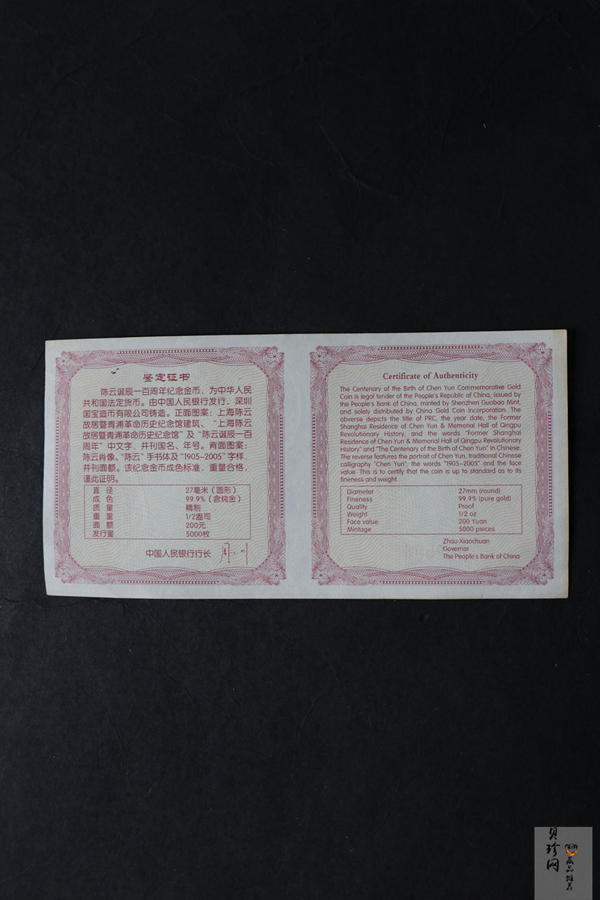 鉴定证书
陈云诞辰一百周年纪念金币，为中华人民
共和国法定货币。由中国人民银行发行，深圳
国宝造币有限公司铸造。正面图案：上海陈云
故居暨青浦革命历史纪念馆建筑、“上海陈云
故居暨青浦革命历史纪念馆”及“陈云诞辰一百
周年”中文字，并刊国名、年号。背面图案：
陈云肖像、“陈云”手书体及“1905-2005”字样，
并刊面额。该纪念金币成色标准，重量合格，
谨此证明。
直 径 27毫米（圆形）
成 色 99.9%（含纯金）
质 量 精制
重 量 1/2盎司
面 额 200元
发行量 5000枚
中国人民银行行长
Certificate of Authenticity
The Centenary of the Birth of Chen Yun Commemorative Gold
Coin is legal tender of the People's Republic of China, issued by
the People's Bank of China, minted by Shenzhen Guobao Mint,
and solely distributed by China Gold Coin Incorporation. The
obverse depicts the title of PRC, the year date, the Former
Shanghai Residence of Chen Yun & Memorial Hall of Qingpu
Revolutionary History, and the words "Former Shanghai
Residence of Chen Yun & Memorial Hall of Qingpu Revolutionary
History" and "The Centenary of the Birth of Chen Yun" in Chinese.
The reverse features the portrait of Chen Yun, traditional Chinese
calligraphy "Chen Yun", the words "1905-2005" and the face
value. This is to certify that the coin is up to standard as to its
fineness and weight.
Diameter 27mm (round)
Fineness 99.9% (pure gold)
Quality Proof
Weight 1/2 oz
Face value 200 Yuan
Mintage 5000 pieces
Zhou Xiaochuan
Governor
The People's Bank of China
贝珍网